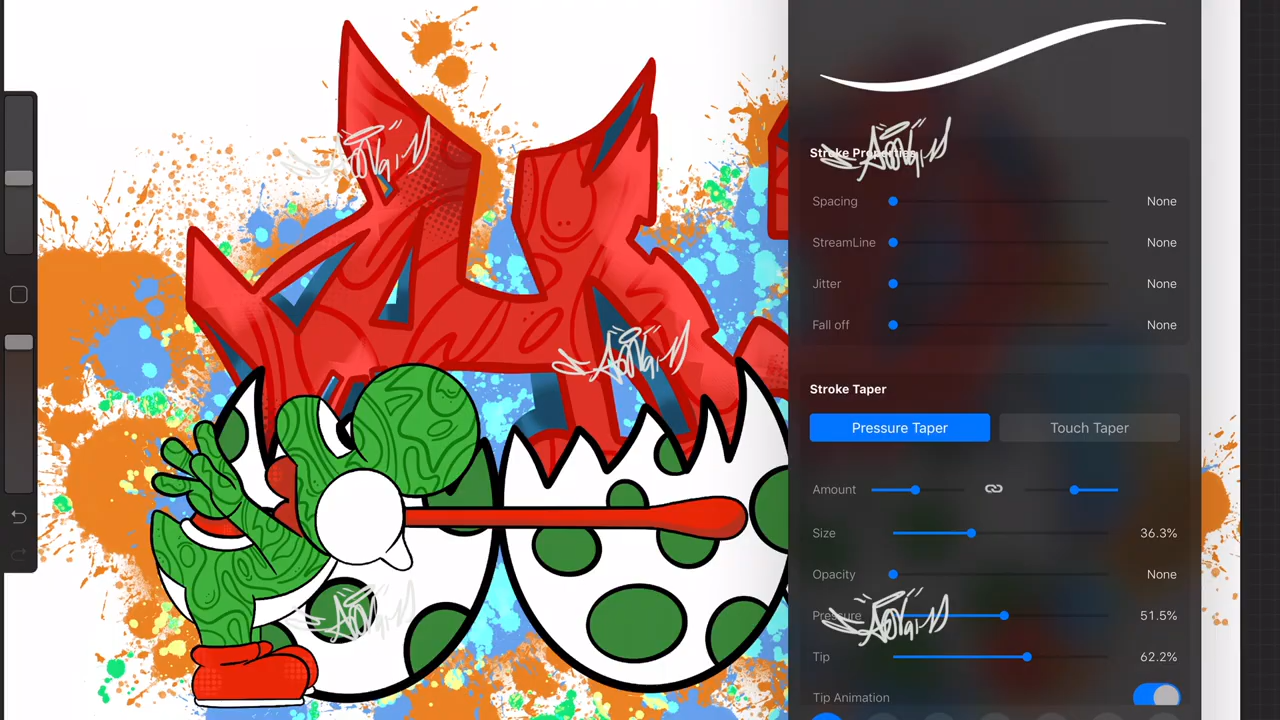 Stroke Properties
Spacing None
StreamLine None
Jitter None
Fall off None
Stroke Taper
Pressure Taper Touch Taper
Amount
Size 36.3%
Opacity None
Pressure 51.5%
Tip 62.2%
Tip Animation